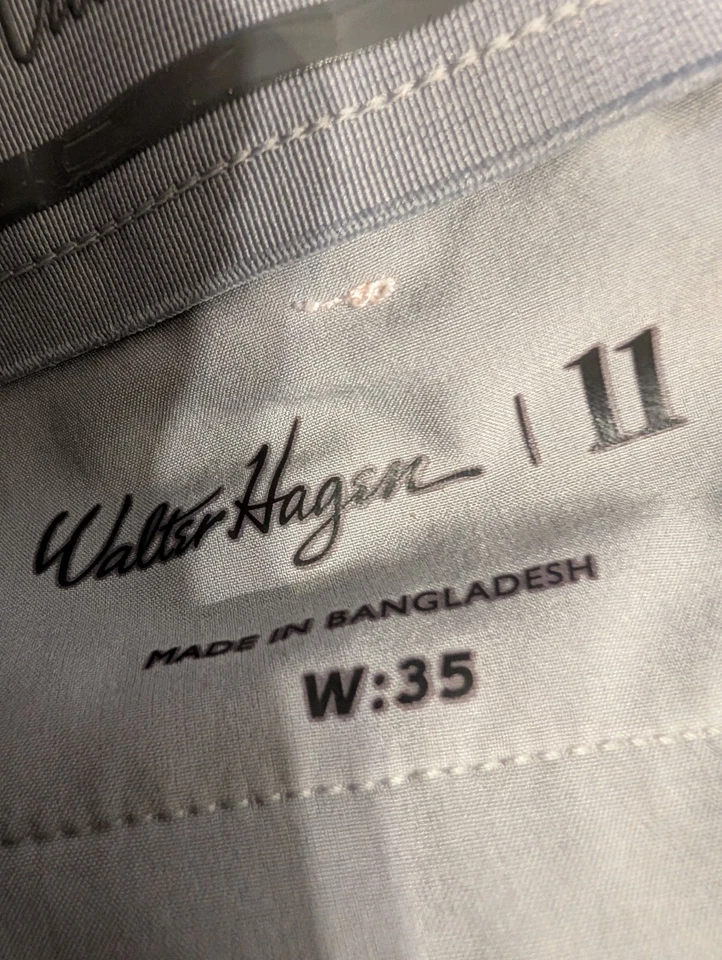 Walter Hagen | 11
MADE IN BANGLADESH
W:35